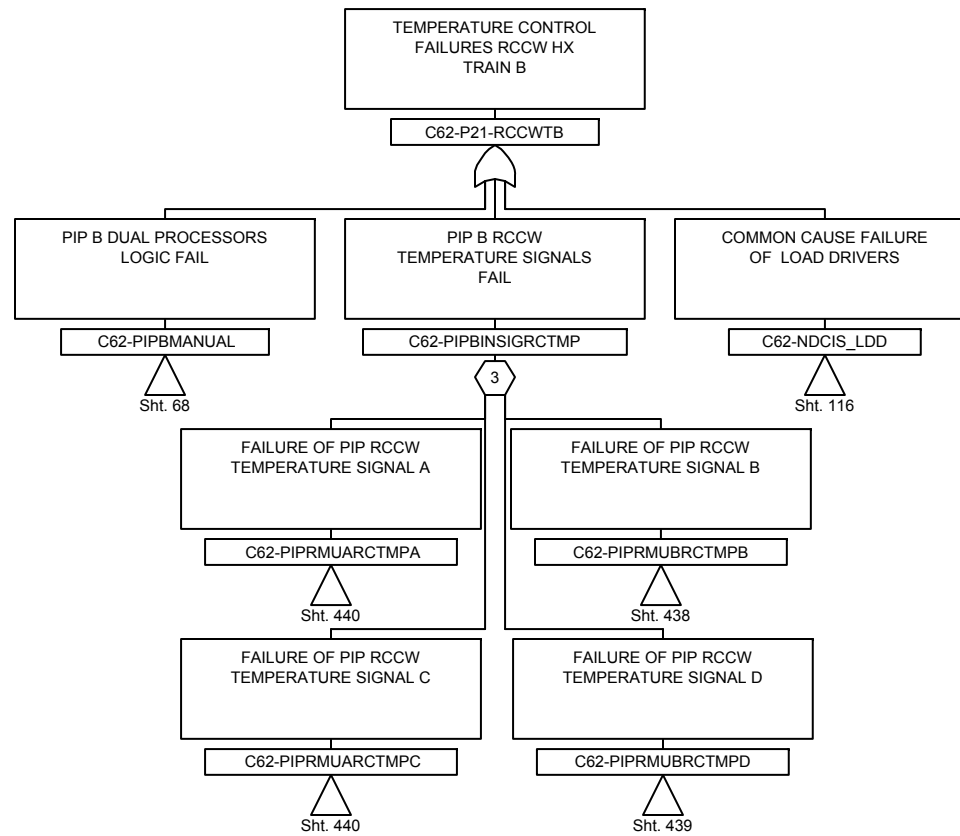 TEMPERATURE CONTROL
FAILURES RCCW HX
TRAIN B
C62-P21-RCCWTB
PIP B DUAL PROCESSORS
LOGIC FAIL
C62-PIPBMANUAL
Sht. 68
PIP B RCCW
TEMPERATURE SIGNALS
FAIL
C62-PIPBINSIGRCTMP
3
COMMON CAUSE FAILURE
OF LOAD DRIVERS
C62-NDCIS_LDD
Sht. 116
FAILURE OF PIP RCCW
TEMPERATURE SIGNAL A
C62-PIPRMUARCTMPA
Sht. 440
FAILURE OF PIP RCCW
TEMPERATURE SIGNAL B
C62-PIPRMUBRCTMPB
Sht. 438
FAILURE OF PIP RCCW
TEMPERATURE SIGNAL C
C62-PIPRMUARCTMPC
Sht. 440
FAILURE OF PIP RCCW
TEMPERATURE SIGNAL D
C62-PIPRMUBRCTMPD
Sht. 439